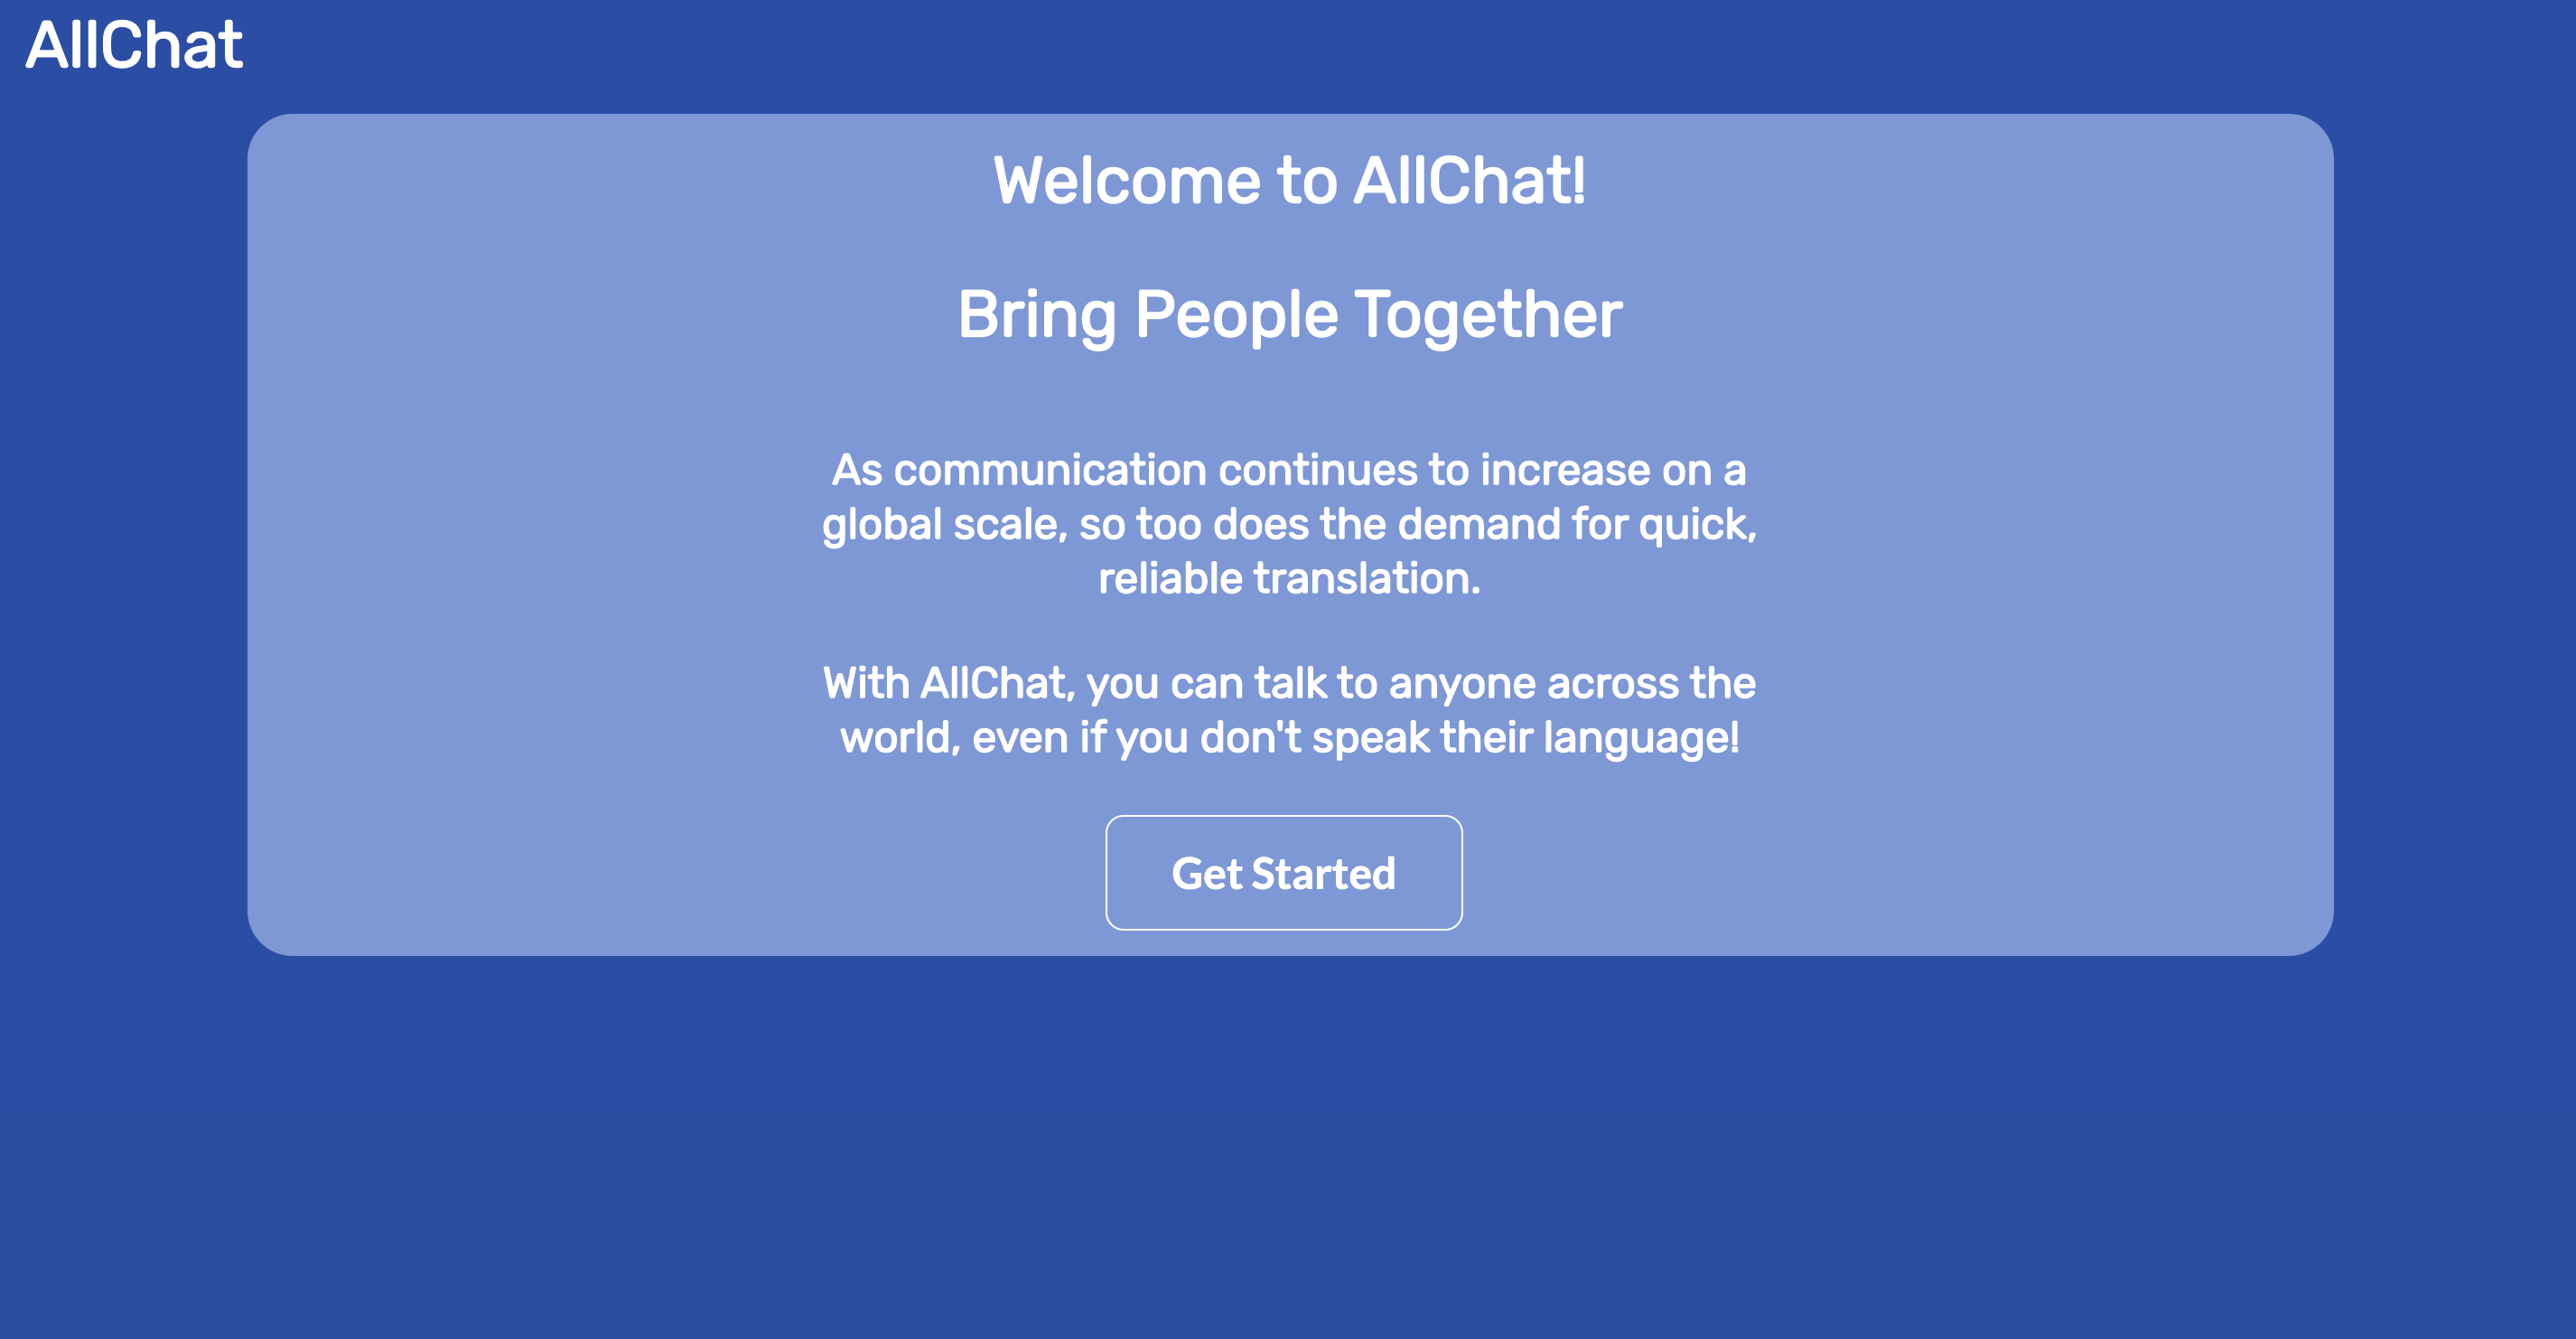 AllChat
Welcome to AllChat!
Bring People Together
As communication continues to increase on a
global scale, so too does the demand for quick,
reliable translation.
With AllChat, you can talk to anyone across the
world, even if you don't speak their language!
Get Started